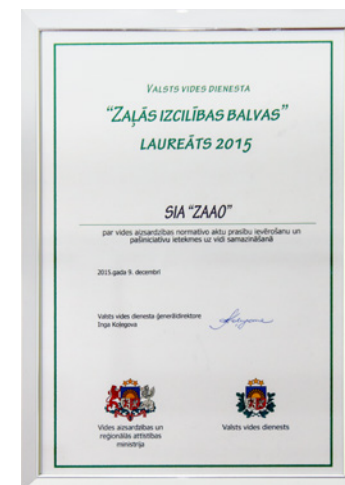 VALSTS VIDES DIENESTA
“ZAĻĀS IZCILĪBAS BALVAS”
LAUREĀTS 2015
SIA “ZAAO”
par vides aizsardzības normatīvo aktu prasību ievērošanu un
pašiniciatīvu ietekmes uz vidi samazināšanā
2015.gada 9. decembrī
Valsts vides dienesta ģenerāldirektore
Inga Koļegova
Vides aizsardzības un
reģionālās attīstības
ministrija
Valsts vides dienests